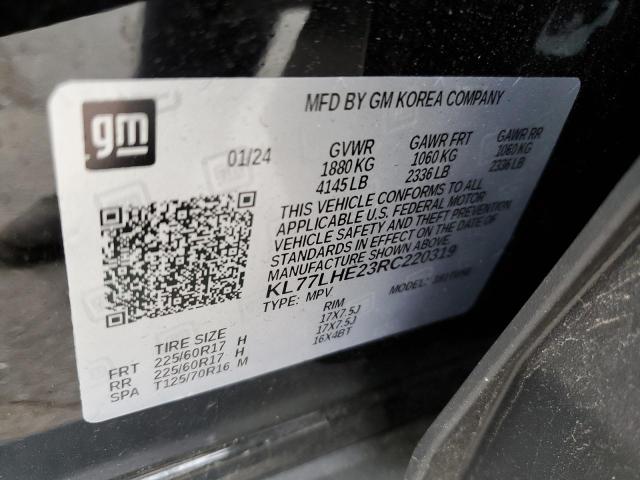 gm
MFD BY GM KOREA COMPANY
01/24 GVWR GAWR FRT GAWR RR
1880 KG 1060 KG 1060 KG
4145 LB 2336 LB 2336 LB
THIS VEHICLE CONFORMS TO ALL
APPLICABLE U.S. FEDERAL MOTOR
VEHICLE SAFETY AND THEFT PREVENTION
STANDARDS IN EFFECT ON THE DATE OF
MANUFACTURE SHOWN ABOVE.
KL77LHE23RC220319
TYPE: MPV MODEL:
TIRE SIZE RIM
FRT 225/60R17 H 17X7.5J
RR 225/60R17 H 17X7.5J
SPA T125/70R16 M 16X4BT